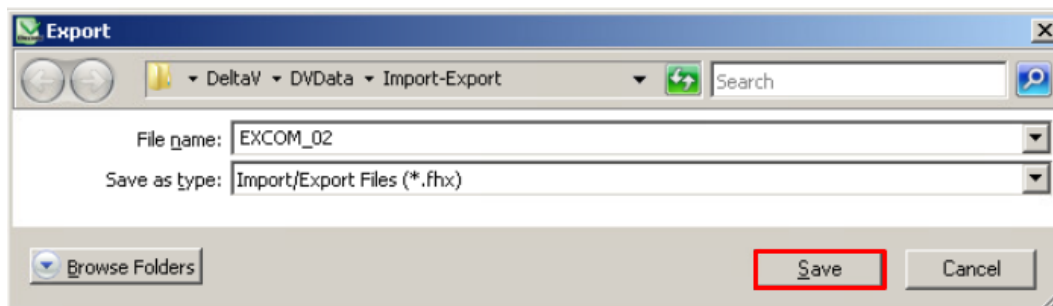 Export
DeltaV DVData Import-Export Search
File name: EXCOM_02
Save as type: Import/Export Files (*.fhx)
Browse Folders Save Cancel